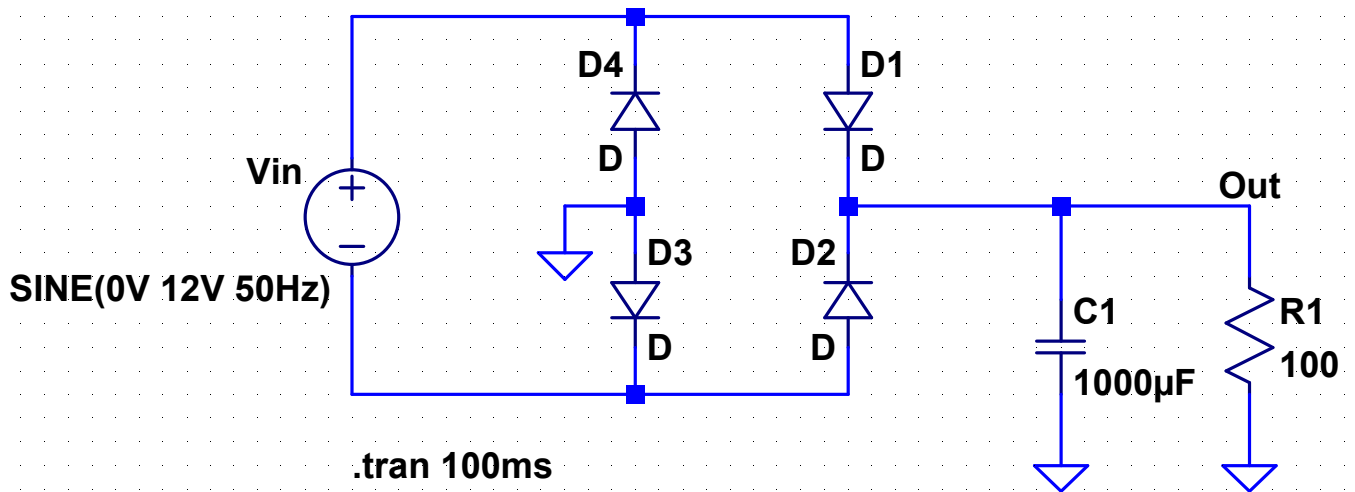 D4
D1
D
D
Vin
Out
D3
D2
SINE(0V 12V 50Hz)
C1
R1
D
D
1000µF
100
.tran 100ms